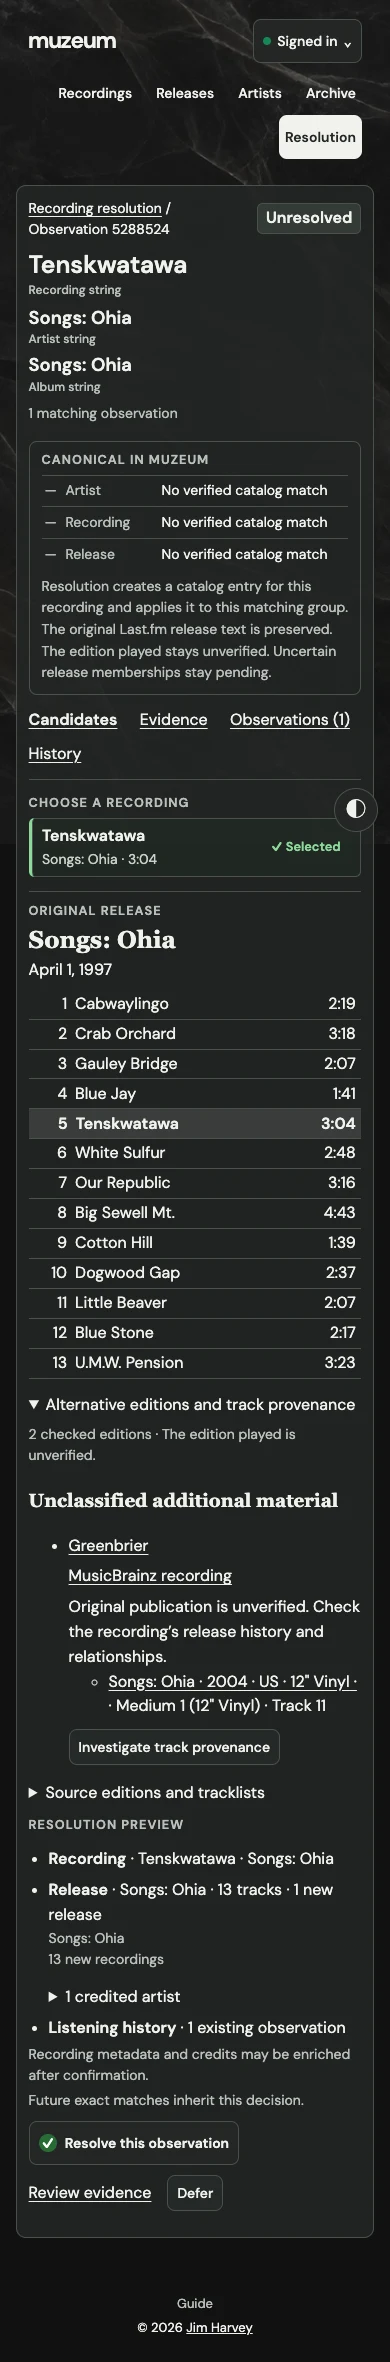 muzeum
Signed in
Recordings Releases Artists Archive
Resolution
Recording resolution /
Observation 5288524
Unresolved
Tenskwatawa
Recording string
Songs: Ohia
Artist string
Songs: Ohia
Album string
1 matching observation
CANONICAL IN MUZEUM
— Artist No verified catalog match
— Recording No verified catalog match
— Release No verified catalog match
Resolution creates a catalog entry for this
recording and applies it to this matching group.
The original Last.fm release text is preserved.
The edition played stays unverified. Uncertain
release memberships stay pending.
Candidates Evidence Observations (1)
History
CHOOSE A RECORDING
Tenskwatawa
Songs: Ohia · 3:04
✓ Selected
ORIGINAL RELEASE
Songs: Ohia
April 1, 1997
1 Cabwaylingo 2:19
2 Crab Orchard 3:18
3 Gauley Bridge 2:07
4 Blue Jay 1:41
5 Tenskwatawa 3:04
6 White Sulfur 2:48
7 Our Republic 3:16
8 Big Sewell Mt. 4:43
9 Cotton Hill 1:39
10 Dogwood Gap 2:37
11 Little Beaver 2:07
12 Blue Stone 2:17
13 U.M.W. Pension 3:23
▼ Alternative editions and track provenance
2 checked editions · The edition played is
unverified.
Unclassified additional material
• Greenbrier
MusicBrainz recording
Original publication is unverified. Check
the recording’s release history and
relationships.
◦ Songs: Ohia · 2004 · US · 12" Vinyl ·
· Medium 1 (12" Vinyl) · Track 11
Investigate track provenance
▶ Source editions and tracklists
RESOLUTION PREVIEW
• Recording · Tenskwatawa · Songs: Ohia
• Release · Songs: Ohia · 13 tracks · 1 new
release
Songs: Ohia
13 new recordings
▶ 1 credited artist
• Listening history · 1 existing observation
Recording metadata and credits may be enriched
after confirmation.
Future exact matches inherit this decision.
Resolve this observation
Review evidence Defer
Guide
© 2026 Jim Harvey